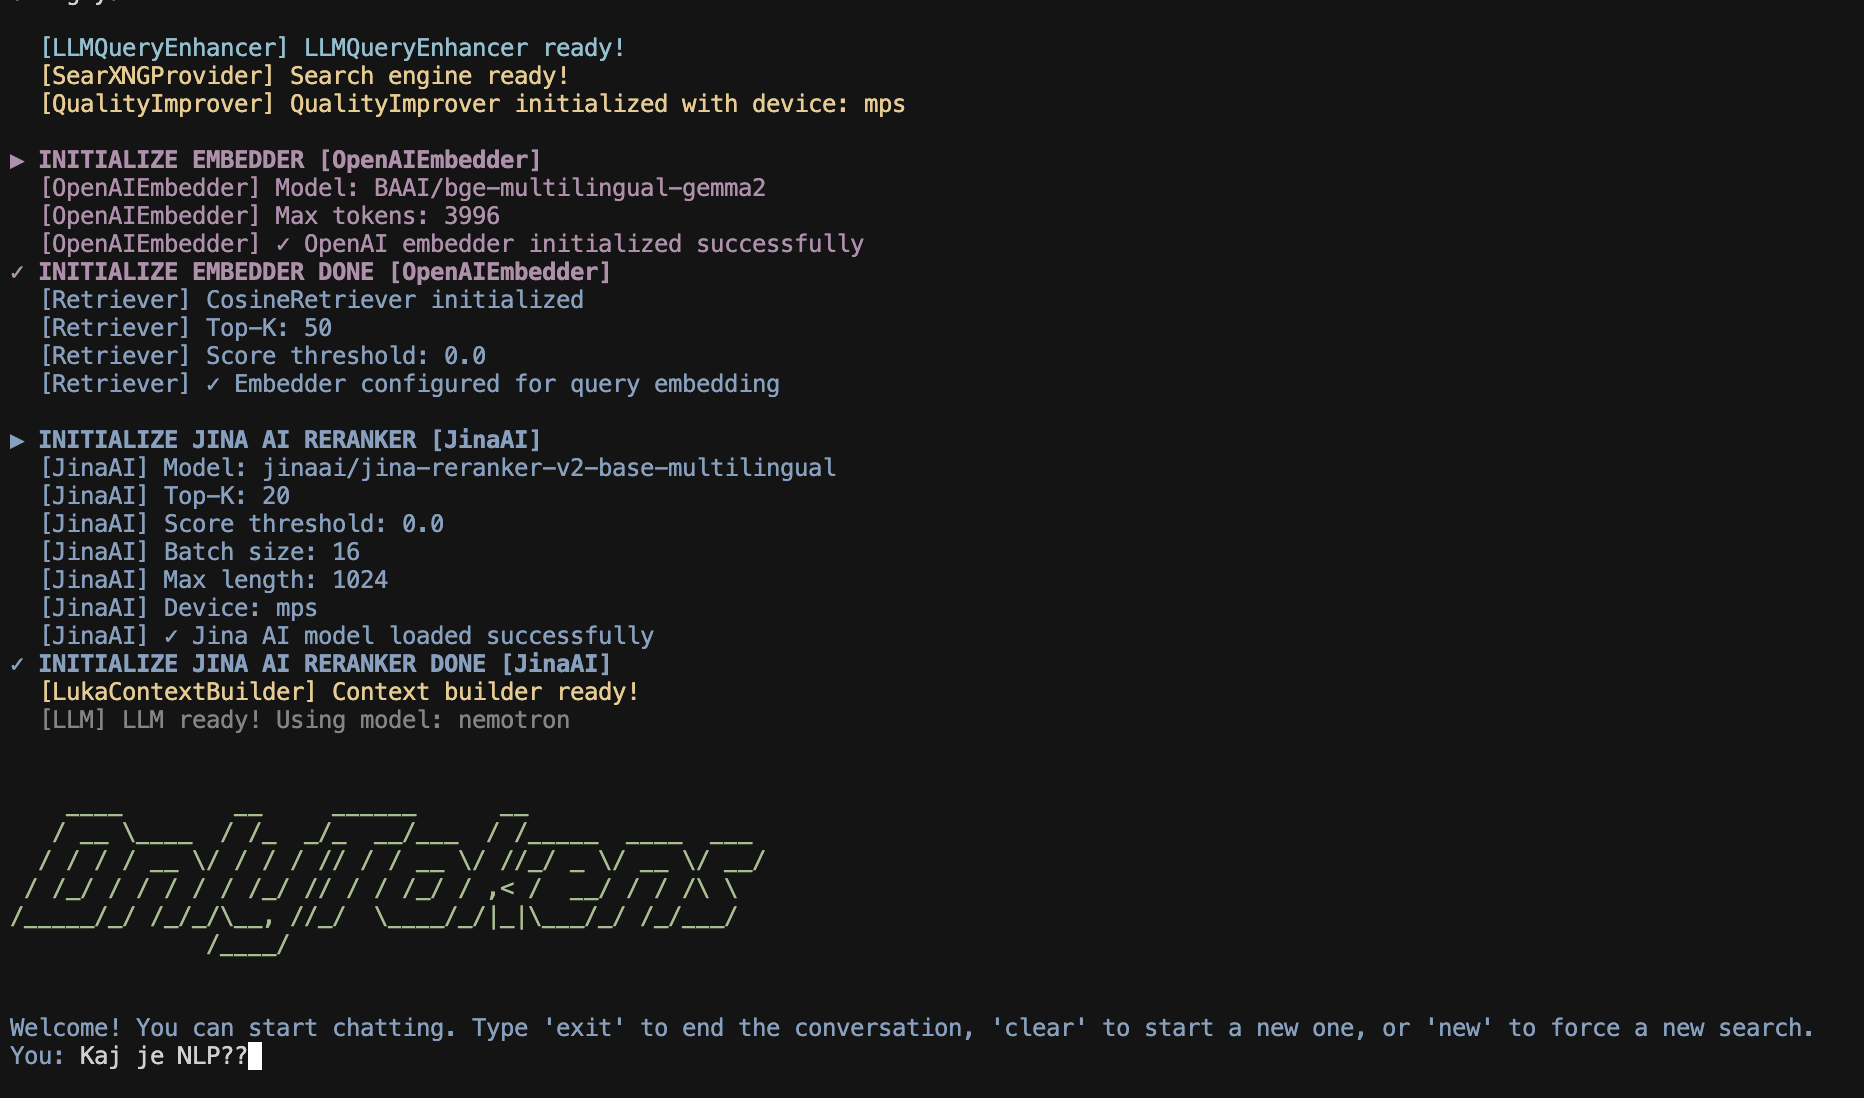 [LLMQueryEnhancer] LLMQueryEnhancer ready!
[SearXNGProvider] Search engine ready!
[QualityImprover] QualityImprover initialized with device: mps
▶ INITIALIZE EMBEDDER [OpenAIEmbedder]
[OpenAIEmbedder] Model: BAAI/bge-multilingual-gemma2
[OpenAIEmbedder] Max tokens: 3996
[OpenAIEmbedder] ✓ OpenAI embedder initialized successfully
✓ INITIALIZE EMBEDDER DONE [OpenAIEmbedder]
[Retriever] CosineRetriever initialized
[Retriever] Top-K: 50
[Retriever] Score threshold: 0.0
[Retriever] ✓ Embedder configured for query embedding
▶ INITIALIZE JINA AI RERANKER [JinaAI]
[JinaAI] Model: jinaai/jina-reranker-v2-base-multilingual
[JinaAI] Top-K: 20
[JinaAI] Score threshold: 0.0
[JinaAI] Batch size: 16
[JinaAI] Max length: 1024
[JinaAI] Device: mps
[JinaAI] ✓ Jina AI model loaded successfully
✓ INITIALIZE JINA AI RERANKER DONE [JinaAI]
[LukaContextBuilder] Context builder ready!
[LLM] LLM ready! Using model: nemotron
OnlyTokens
Welcome! You can start chatting. Type 'exit' to end the conversation, 'clear' to start a new one, or 'new' to force a new search.
You: Kaj je NLP??